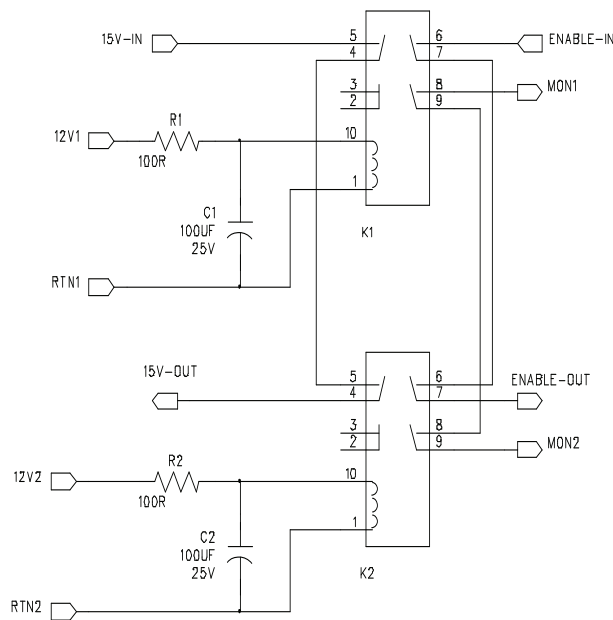 15V-IN 5 6 ENABLE-IN
4 7
3 8 MON1
2 9
R1
12V1 10
100R
1
C1
100UF K1
25V
RTN1
15V-OUT 5 6 ENABLE-OUT
4 7
3 8
2 9 MON2
R2
12V2 10
100R
1
C2
100UF
25V K2
RTN2